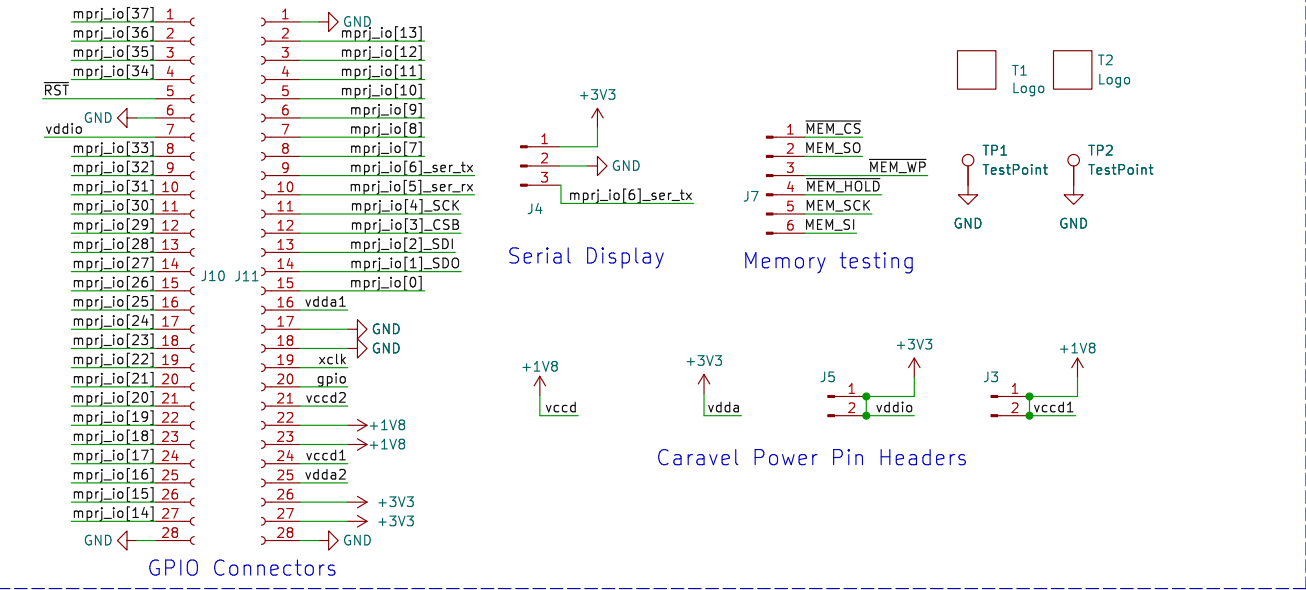 mprj_io[37] 1
mprj_io[36] 2
mprj_io[35] 3
mprj_io[34] 4
RST 5
GND 6
vddio 7
mprj_io[33] 8
mprj_io[32] 9
mprj_io[31] 10
mprj_io[30] 11
mprj_io[29] 12
mprj_io[28] 13
mprj_io[27] 14
mprj_io[26] 15
mprj_io[25] 16
mprj_io[24] 17
mprj_io[23] 18
mprj_io[22] 19
mprj_io[21] 20
mprj_io[20] 21
mprj_io[19] 22
mprj_io[18] 23
mprj_io[17] 24
mprj_io[16] 25
mprj_io[15] 26
mprj_io[14] 27
GND 28
J10
J11
1 GND
2 mprj_io[13]
3 mprj_io[12]
4 mprj_io[11]
5 mprj_io[10]
6 mprj_io[9]
7 mprj_io[8]
8 mprj_io[7]
9 mprj_io[6]_ser_tx
10 mprj_io[5]_ser_rx
11 mprj_io[4]_SCK
12 mprj_io[3]_CSB
13 mprj_io[2]_SDI
14 mprj_io[1]_SDO
15 mprj_io[0]
16 vdda1
17 GND
18 GND
19 xclk
20 gpio
21 vccd2
22 +1V8
23 +1V8
24 vccd1
25 vdda2
26 +3V3
27 +3V3
28 GND
GPIO Connectors
+3V3
1
2 GND
3
mprj_io[6]_ser_tx
J4
Serial Display
1 MEM_CS
2 MEM_SO
3 MEM_WP
4 MEM_HOLD
5 MEM_SCK
6 MEM_SI
J7
Memory testing
T1
Logo
T2
Logo
TP1
TestPoint
GND
TP2
TestPoint
GND
+1V8
vccd
+3V3
vdda
+3V3
J5
1
2 vddio
+1V8
J3
1
2 vccd1
Caravel Power Pin Headers